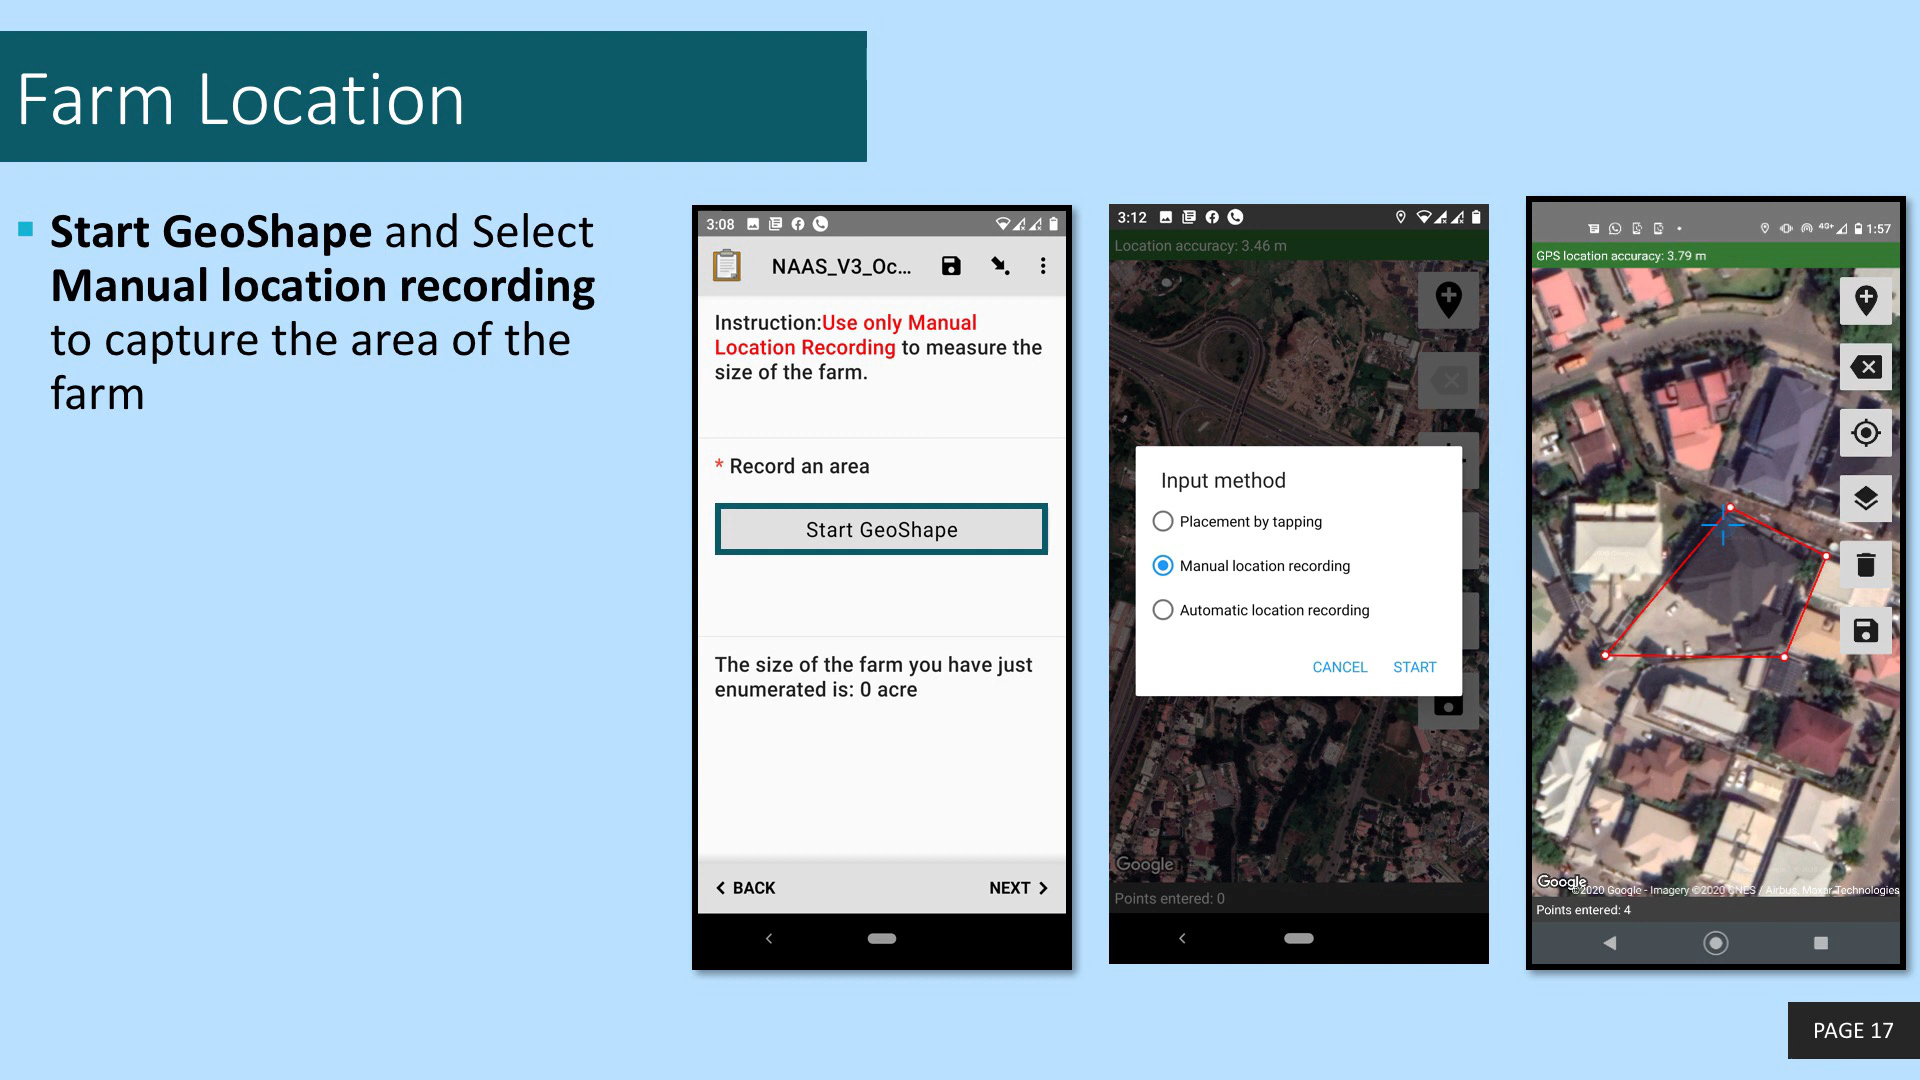 Farm Location
Start GeoShape and Select
Manual location recording
to capture the area of the
farm
3:08
NAAS_V3_Oc...
Instruction:Use only Manual
Location Recording to measure the
size of the farm.
* Record an area
Start GeoShape
The size of the farm you have just
enumerated is: 0 acre
BACK
NEXT
3:12
Location accuracy: 3.46 m
Input method
Placement by tapping
Manual location recording
Automatic location recording
CANCEL START
Google
Points entered: 0
4G+ 1:57
GPS location accuracy: 3.79 m
Google
©2020 Google - Imagery ©2020 CNES / Airbus, Maxar Technologies
Points entered: 4
PAGE 17